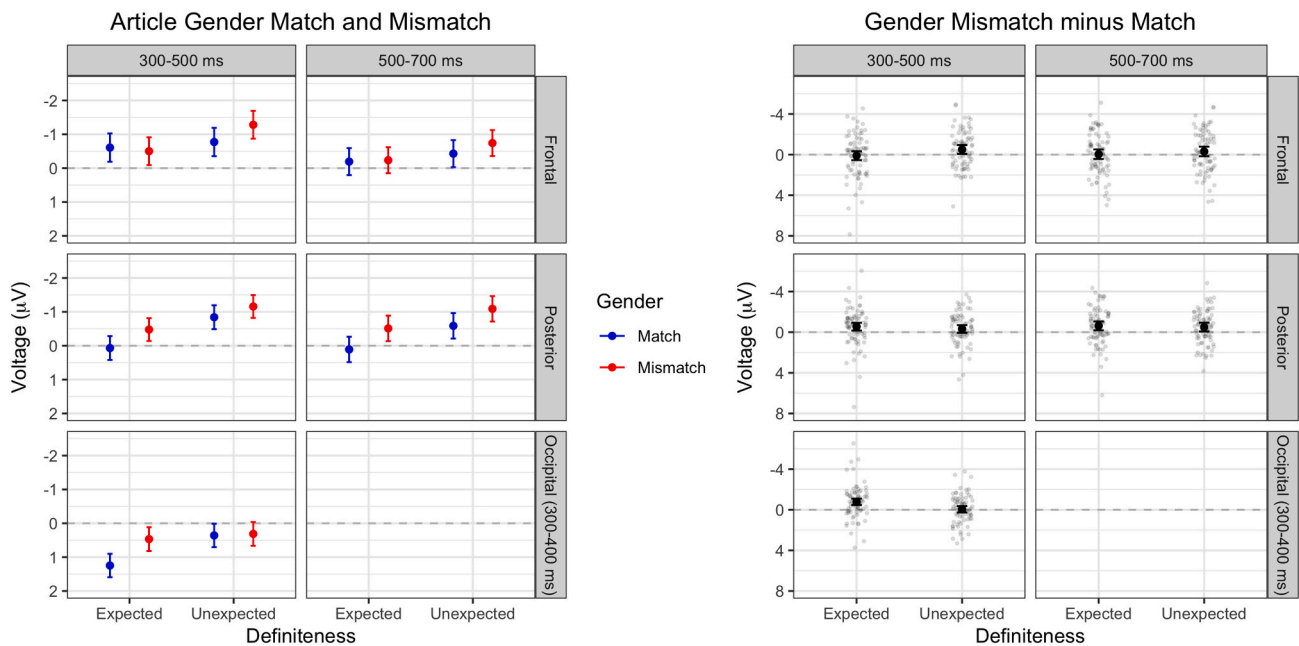 Article Gender Match and Mismatch
300-500 ms
500-700 ms
-2
-1
0
1
2
Frontal
-2
-1
0
1
2
Posterior
-2
-1
0
1
2
Occipital (300-400 ms)
Voltage (μV)
Expected
Unexpected
Expected
Unexpected
Definiteness
Gender
Match
Mismatch
Gender Mismatch minus Match
300-500 ms
500-700 ms
-4
0
4
8
Frontal
-4
0
4
8
Posterior
-4
0
4
8
Occipital (300-400 ms)
Voltage (μV)
Expected
Unexpected
Expected
Unexpected
Definiteness